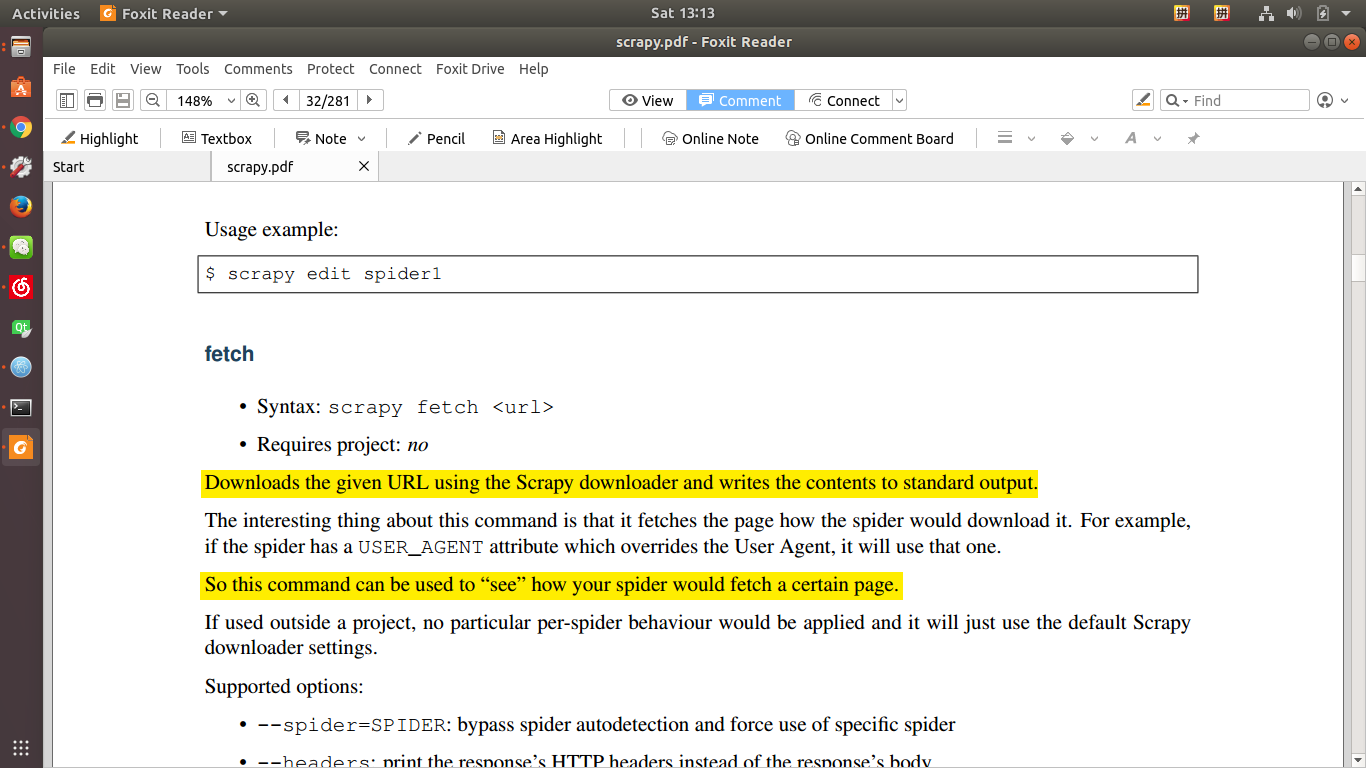 Activities Foxit Reader Sat 13:13
scrapy.pdf - Foxit Reader
File Edit View Tools Comments Protect Connect Foxit Drive Help
148% 32/281 View Comment Connect Find
Highlight Textbox Note Pencil Area Highlight Online Note Online Comment Board A
Start scrapy.pdf
Usage example:
$ scrapy edit spider1
fetch
• Syntax: scrapy fetch <url>
• Requires project: no
Downloads the given URL using the Scrapy downloader and writes the contents to standard output.
The interesting thing about this command is that it fetches the page how the spider would download it. For example,
if the spider has a USER_AGENT attribute which overrides the User Agent, it will use that one.
So this command can be used to “see” how your spider would fetch a certain page.
If used outside a project, no particular per-spider behaviour would be applied and it will just use the default Scrapy
downloader settings.
Supported options:
• --spider=SPIDER: bypass spider autodetection and force use of specific spider
• --headers: print the response’s HTTP headers instead of the response’s body